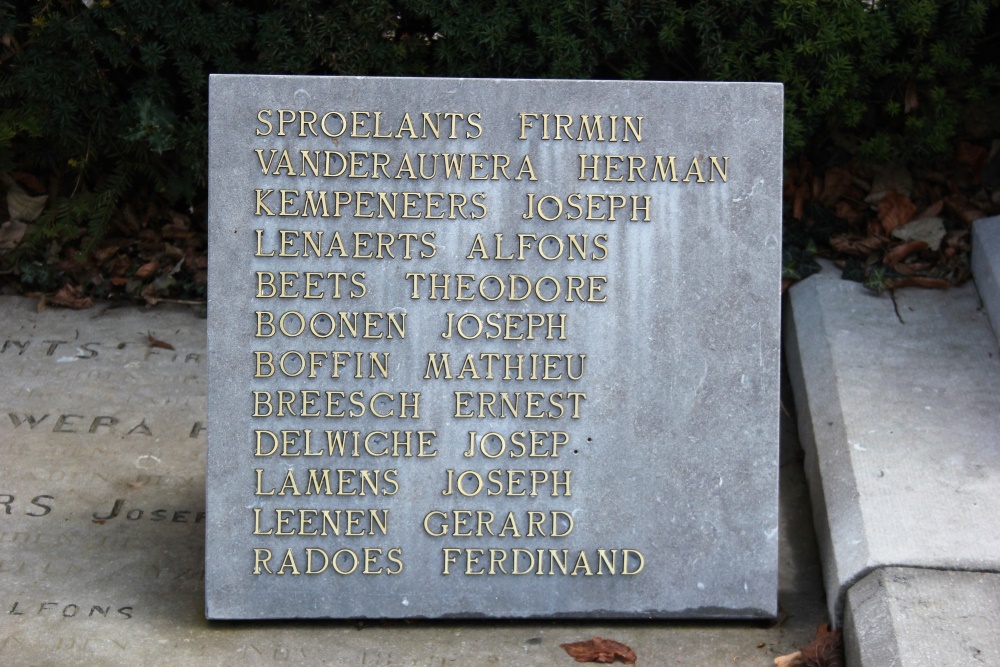 SPROELANTS FIRMIN
VANDERAUWERA HERMAN
KEMPENEERS JOSEPH
LENAERTS ALFONS
BEETS THEODORE
BOONEN JOSEPH
BOFFIN MATHIEU
BREESCH ERNEST
DELWICHE JOSEP
LAMENS JOSEPH
LEENEN GERARD
RADOES FERDINAND
ALFONS